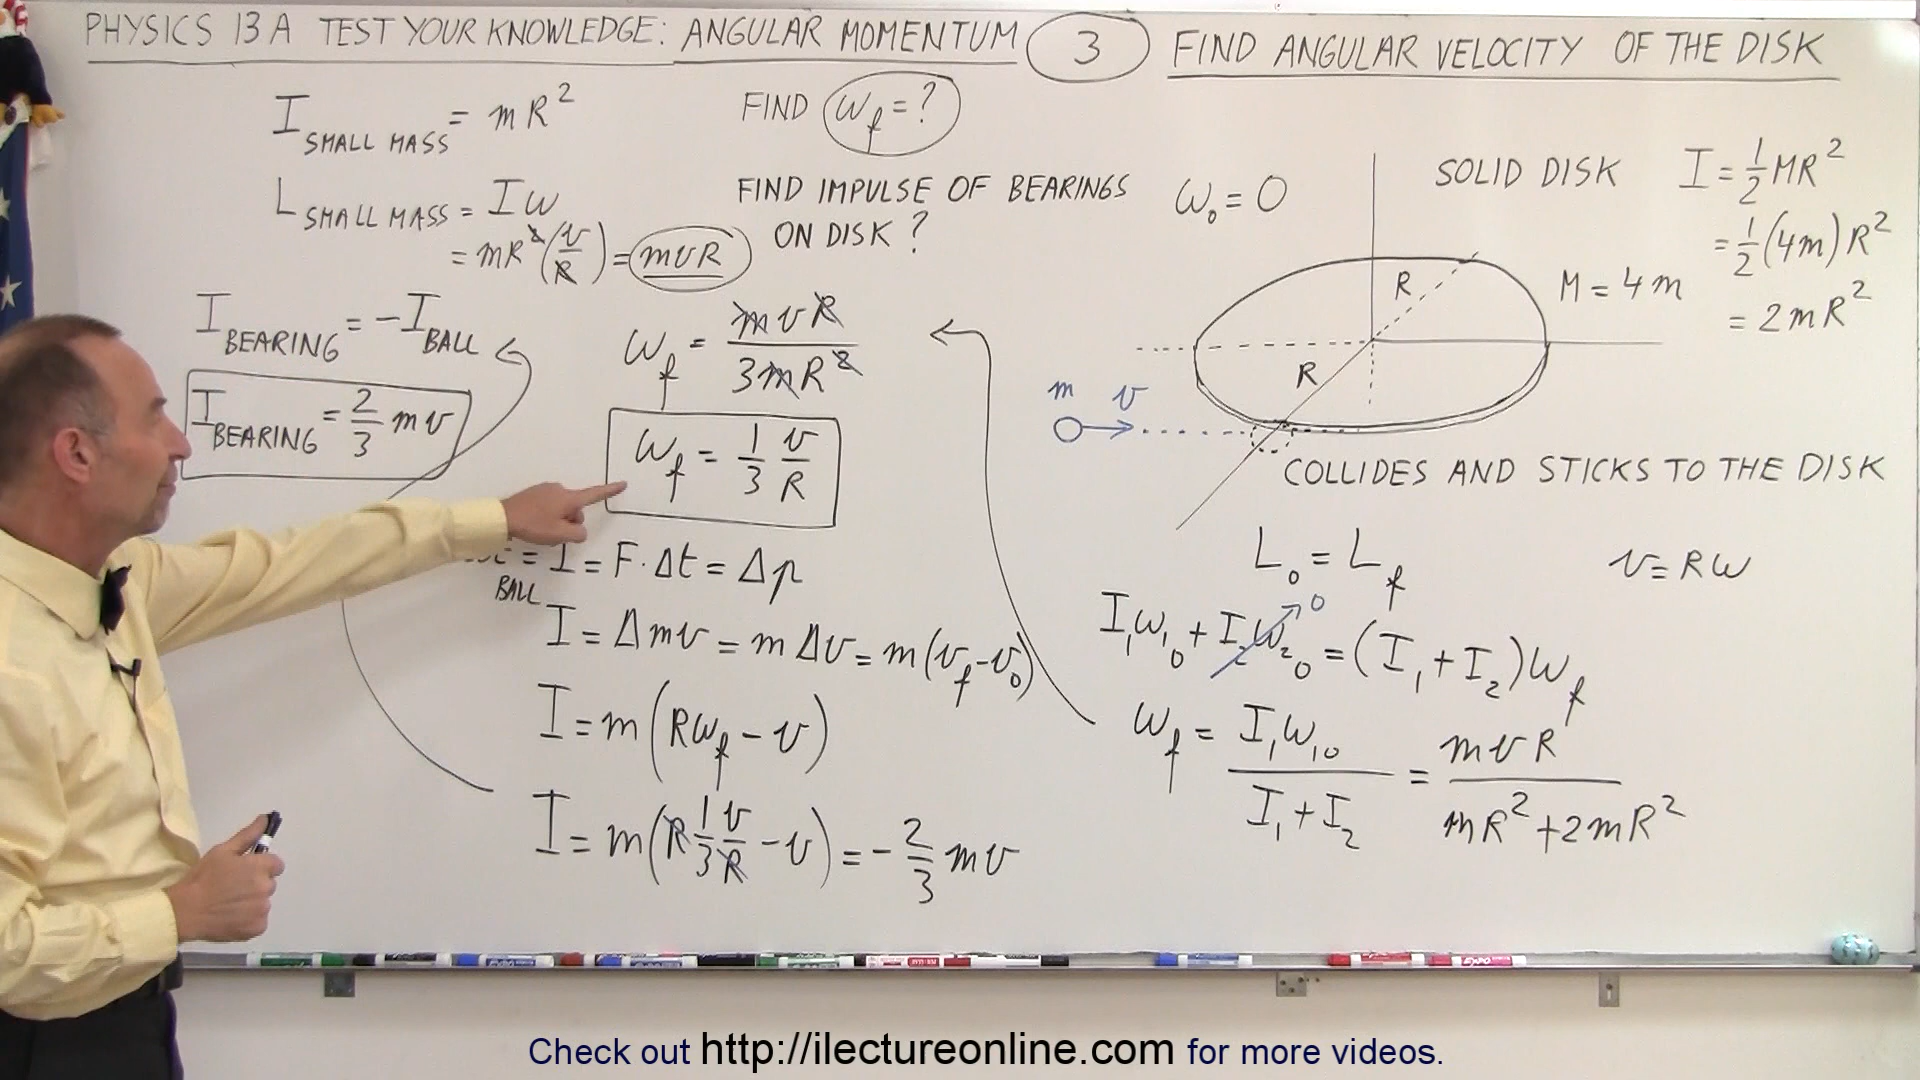 PHYSICS 13A TEST YOUR KNOWLEDGE: ANGULAR MOMENTUM 3 FIND ANGULAR VELOCITY OF THE DISK
I SMALL MASS = mR²
L SMALL MASS = Iω
= mR²(v/R) = mvR
I BEARING = -I BALL
I BEARING = 2/3 mv
FIND ω_f = ?
FIND IMPULSE OF BEARINGS
ON DISK?
ω_f = mvR / 3mR²
ω_f = 1/3 v/R
BALL = I = F·Δt = Δp
I = Δmv = mΔv = m(v_f - v₀)
I = m(Rω_f - v)
I = m(R 1/3 v/R - v) = -2/3 mv
ω₀ = 0
SOLID DISK I = 1/2 MR²
= 1/2 (4m)R²
= 2mR²
M = 4m
R
R
m v
COLLIDES AND STICKS TO THE DISK
L₀ = L_f
v = Rω
I₁ω₁₀ + I₂ω₂₀ = (I₁ + I₂)ω_f
0
ω_f = I₁ω₁₀ / I₁ + I₂ = mvR / mR² + 2mR²
EXPO
Check out http://ilectureonline.com for more videos.